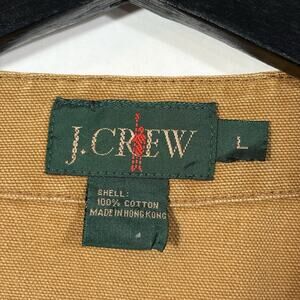 J.CREW
L
SHELL:
100% COTTON
MADE IN HONG KONG